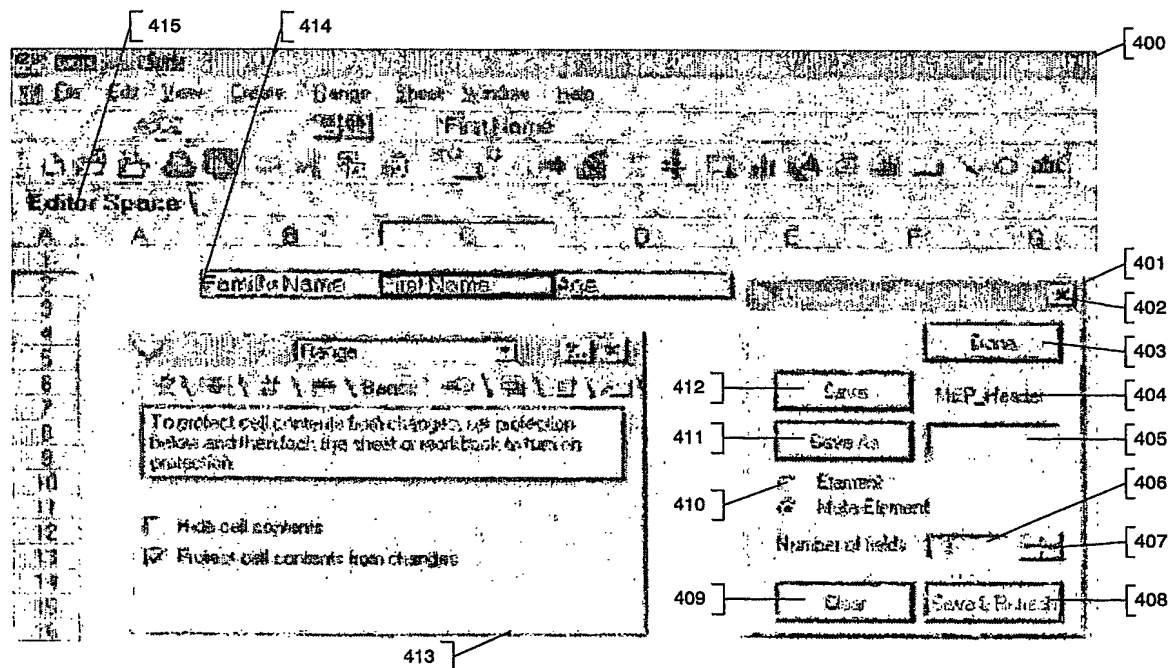 415 414
400
File Edit View Create Range Sheet Window Help
First Name
Editor Space
A A B C D E F G
1
2 Family Name First Name Age
401
402
3
4
5 Range
Done 403
6 Basics
412 Save MEP_Header 404
7
8 To protect cell contents from changes, set protection
below and then lock the sheet or workbook to turn on
protection.
411 Save As 405
9
10
410 Element 406
Meta-Element
11
12 Hide cell contents
13 Protect cell contents from changes
Number of fields 407
14
15
409 Clear Save & Refresh 408
16
413